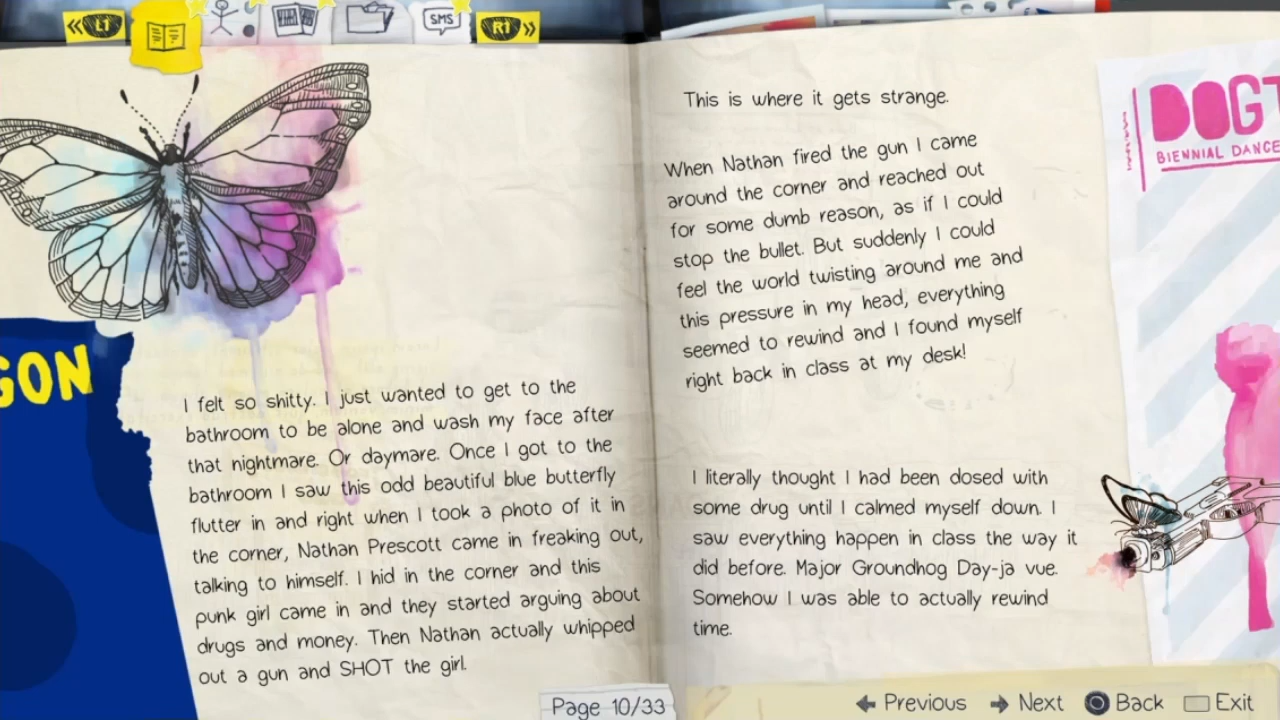 L1
SMS
R1
GON
I felt so shitty. I just wanted to get to the
bathroom to be alone and wash my face after
that nightmare. Or daymare. Once I got to the
bathroom I saw this odd beautiful blue butterfly
flutter in and right when I took a photo of it in
the corner, Nathan Prescott came in freaking out,
talking to himself. I hid in the corner and this
punk girl came in and they started arguing about
drugs and money. Then Nathan actually whipped
out a gun and SHOT the girl.
This is where it gets strange.
When Nathan fired the gun I came
around the corner and reached out
for some dumb reason, as if I could
stop the bullet. But suddenly I could
feel the world twisting around me and
this pressure in my head, everything
seemed to rewind and I found myself
right back in class at my desk!
I literally thought I had been dosed with
some drug until I calmed myself down. I
saw everything happen in class the way it
did before. Major Groundhog Day-ja vue.
Somehow I was able to actually rewind
time.
DOGT
BIENNIAL DANCE
Page 10/33
Previous
Next
Back
Exit